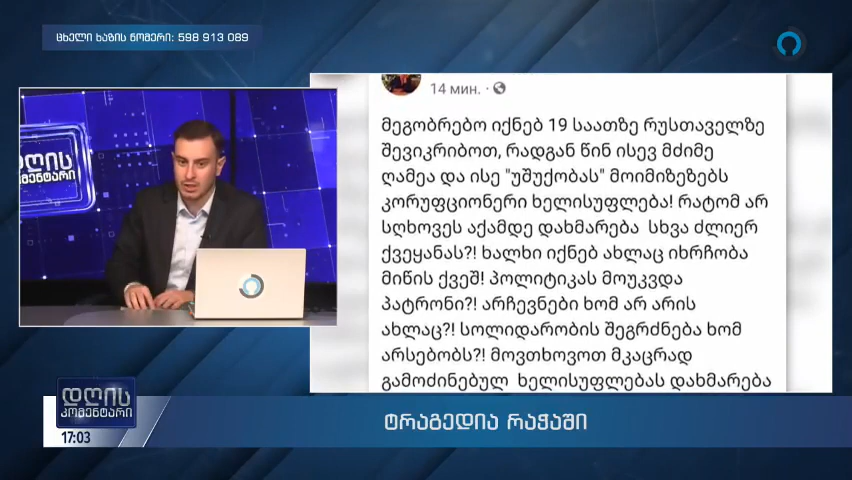 ცხელი ხაზის ნომერი: 598 913 089
14 мин. ·
მეგობრებო იქნებ 19 საათზე რუსთაველზე
შევიკრიბოთ, რადგან წინ ისევ მძიმე
ღამეა და ისე "უშუქობას" მოიმიზეზებს
კორუფციონერი ხელისუფლება! რატომ არ
სღხოვეს აქამდე დახმარება სხვა ძლიერ
ქვეყანას?! ხალხი იქნებ ახლაც იხრჩობა
მიწის ქვეშ! პოლიტიკას მოუკვდა
პატრონი?! არჩევნები ხომ არ არის
ახლაც?! სოლიდარობის შეგრძნება ხომ
არსებობს?! მოვთხოვოთ მკაცრად
გამოძინებულ ხელისუფლებას დახმარება
დღის
კომენტარი
დღის
კომენტარი
17:03
ტრაგედია რაჭაში